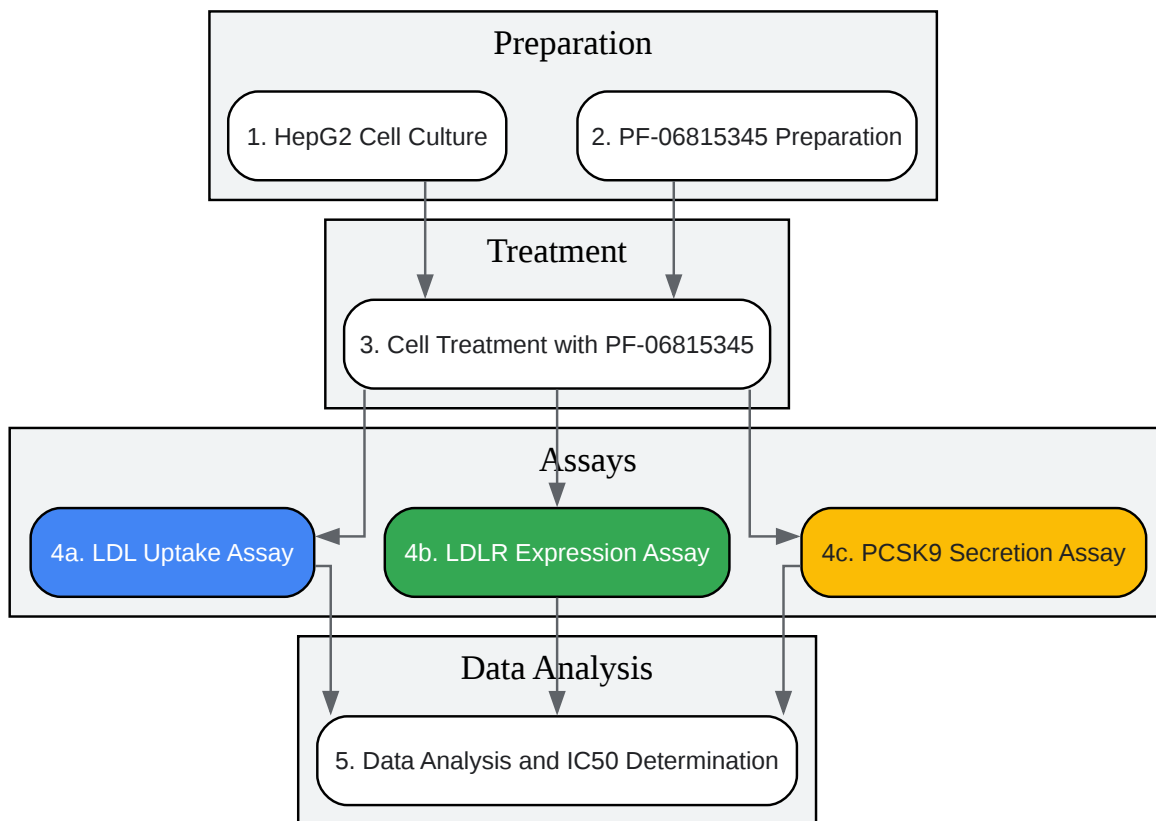 Preparation
1. HepG2 Cell Culture
2. PF-06815345 Preparation
Treatment
3. Cell Treatment with PF-06815345
Assays
4a. LDL Uptake Assay
4b. LDLR Expression Assay
4c. PCSK9 Secretion Assay
Data Analysis
5. Data Analysis and IC50 Determination